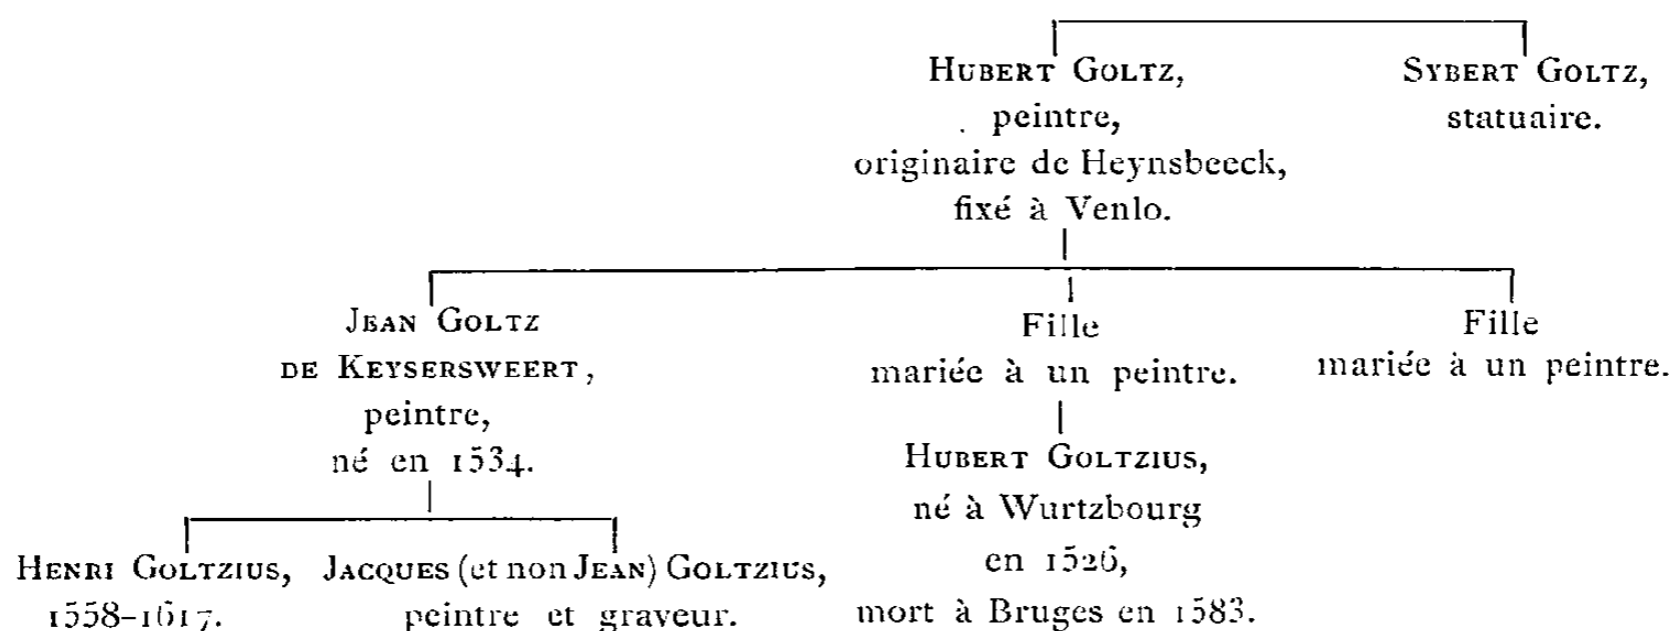 HUBERT GOLTZ,
peintre,
originaire de Heynsbeeck,
fixé à Venlo.
SYBERT GOLTZ,
statuaire.
JEAN GOLTZ
DE KEYSERSWEERT,
peintre,
né en 1534.
Fille
mariée à un peintre.
Fille
mariée à un peintre.
HENRI GOLTZIUS,
1558-1617.
JACQUES (et non JEAN) GOLTZIUS,
peintre et graveur.
HUBERT GOLTZIUS,
né à Wurtzbourg
en 1526,
mort à Bruges en 1583.